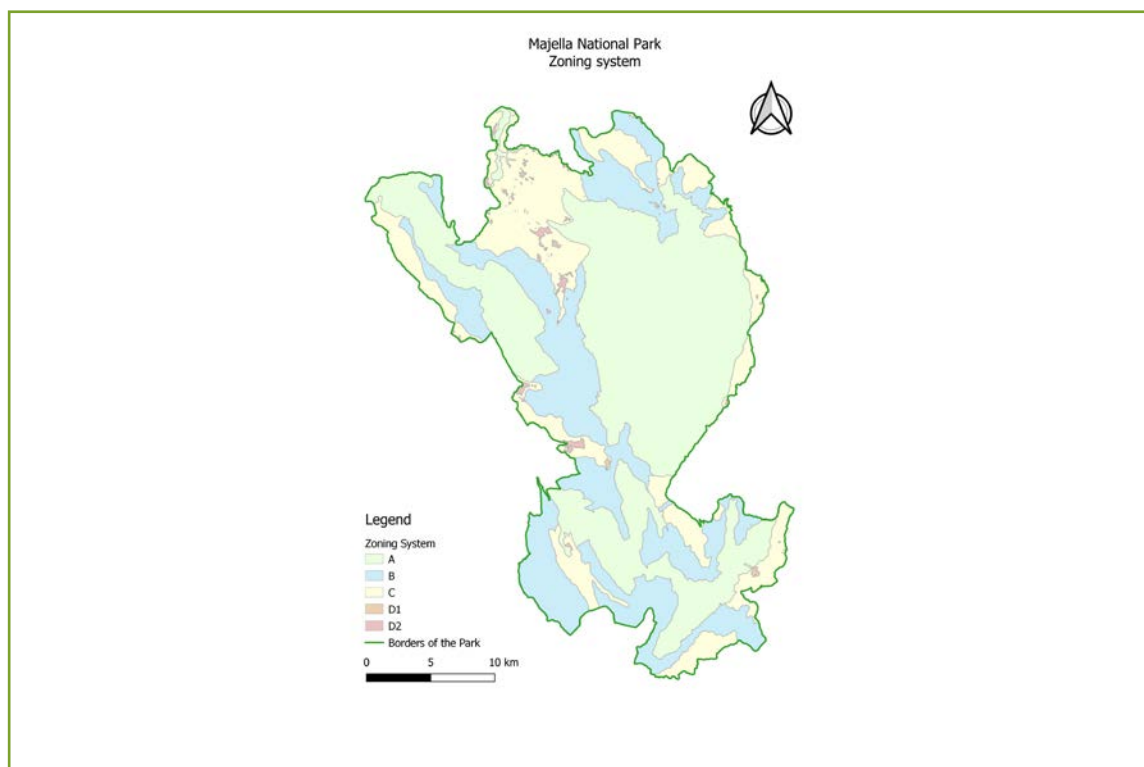 Majella National Park
Zoning system
Legend
Zoning System
A
B
C
D1
D2
Borders of the Park
0 5 10 km